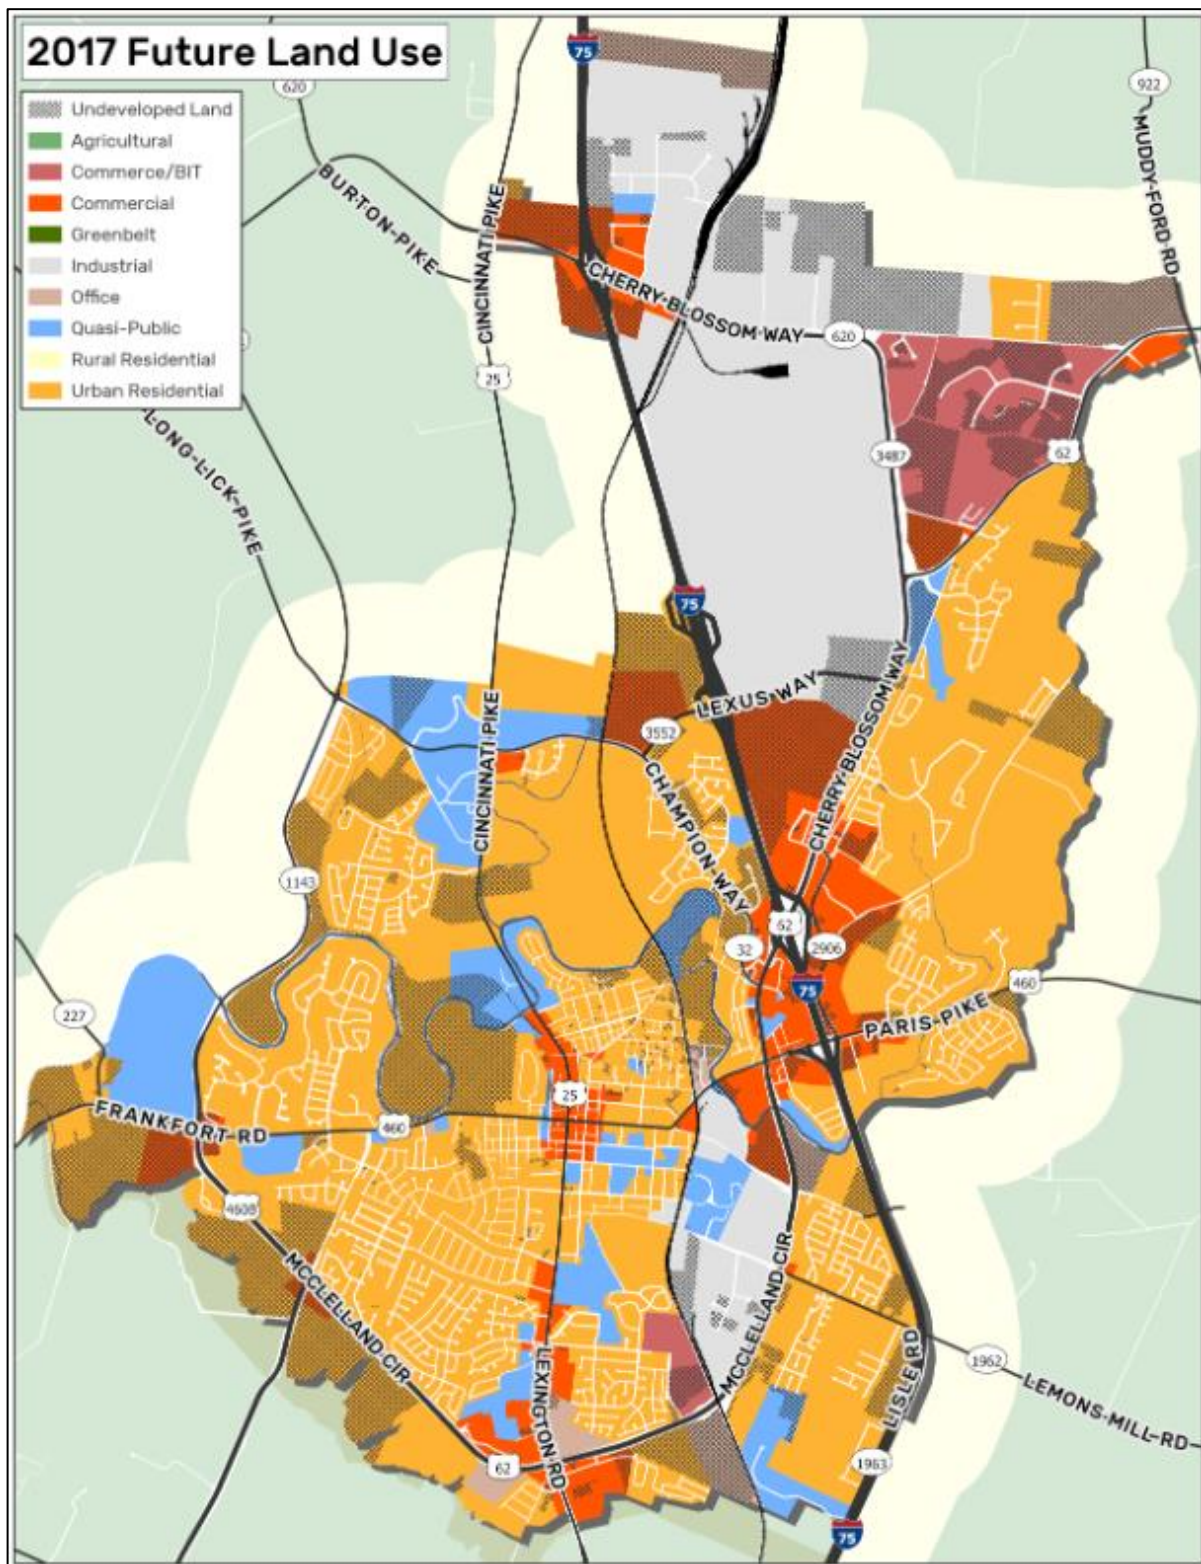 2017 Future Land Use
Undeveloped Land
Agricultural
Commerce/BIT
Commercial
Greenbelt
Industrial
Office
Quasi-Public
Rural Residential
Urban Residential
75
620
922
MUDDY FORD RD
BURTON PIKE
CINCINNATI PIKE
CHERRY BLOSSOM WAY
620
25
LONG LICK PIKE
3487
62
75
LEXUS WAY
3552
CHERRY BLOSSOM WAY
CINCINNATI PIKE
CHAMPION WAY
1143
62
32
2906
460
75
227
PARIS PIKE
25
FRANKFORT RD
460
460B
MCCLELLAND CIR
MCCLELLAND CIR
LEXINGTON RD
LISLE RD
1962
LEMONS MILL RD
62
1963
75